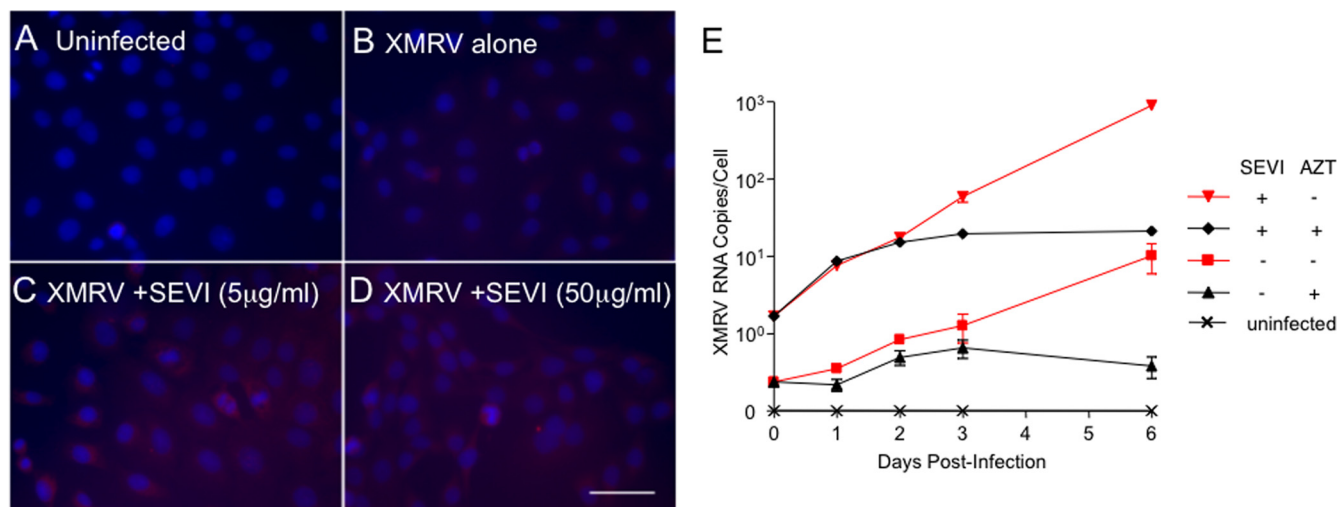 A Uninfected
B XMRV alone
C XMRV +SEVI (5µg/ml)
D XMRV +SEVI (50µg/ml)
E
XMRV RNA Copies/Cell
10³
10²
10¹
10⁰
0
0 1 2 3 4 5 6
Days Post-Infection
SEVI AZT
+ -
+ +
- -
- +
uninfected